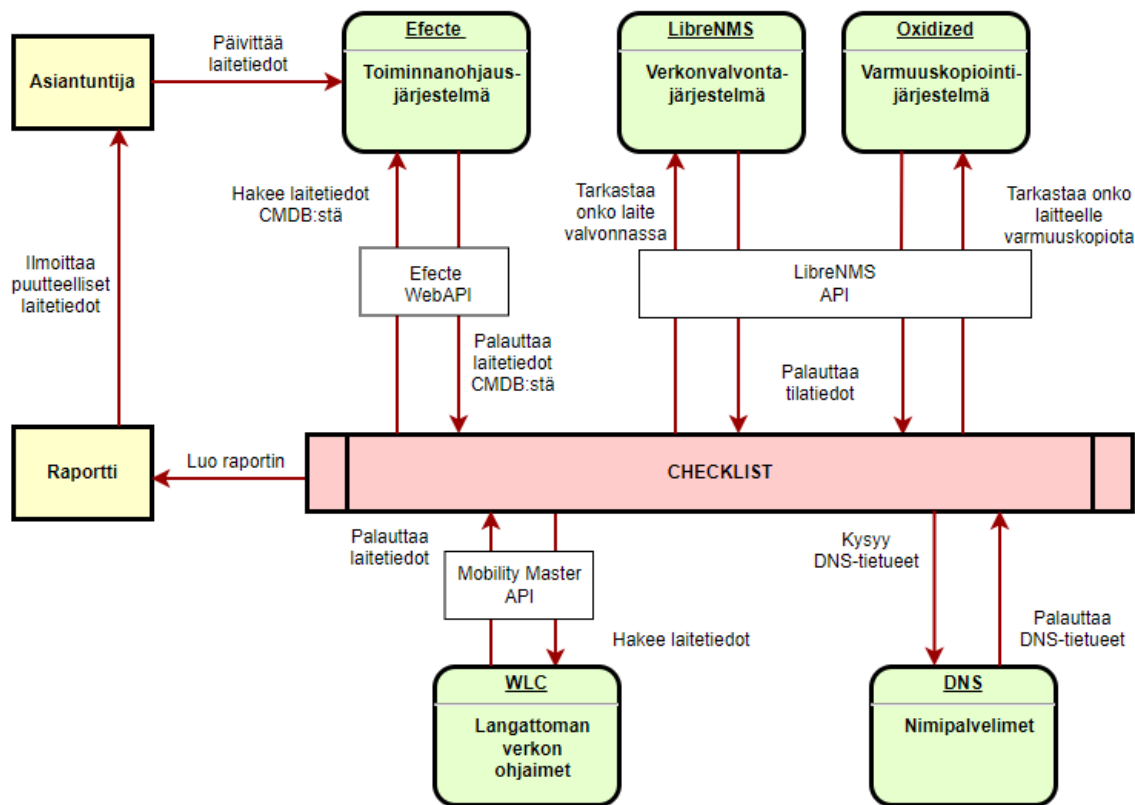 Efecte
Toiminnanohjaus-
järjestelmä
LibreNMS
Verkonvalvonta-
järjestelmä
Oxidized
Varmuuskopiointi-
järjestelmä
Asiantuntija
Päivittää
laitetiedot
Hakee laitetiedot
CMDB:stä
Tarkastaa
onko laite
valvonnassa
Tarkastaa onko
laitteelle
varmuuskopiota
Ilmoittaa
puutteelliset
laitetiedot
Efecte
WebAPI
LibreNMS
API
Palauttaa
laitetiedot
CMDB:stä
Palauttaa
tilatiedot
Raportti
Luo raportin
CHECKLIST
Palauttaa
laitetiedot
Mobility Master
API
Hakee laitetiedot
Kysyy
DNS-tietueet
Palauttaa
DNS-tietueet
WLC
Langattoman
verkon
ohjaimet
DNS
Nimipalvelimet